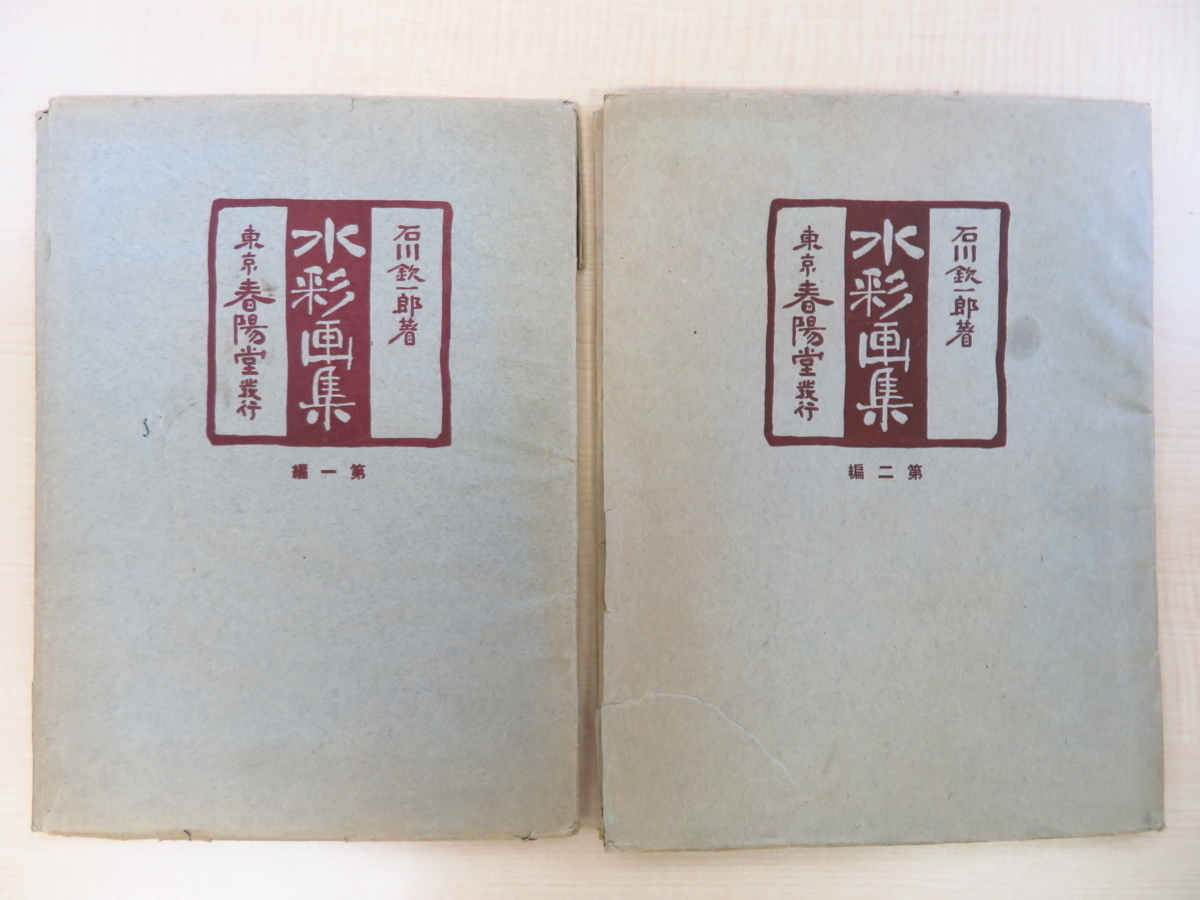 石川欽一郎著
水彩画集
東京春陽堂発行
第一編
石川欽一郎著
水彩画集
東京春陽堂発行
第二編